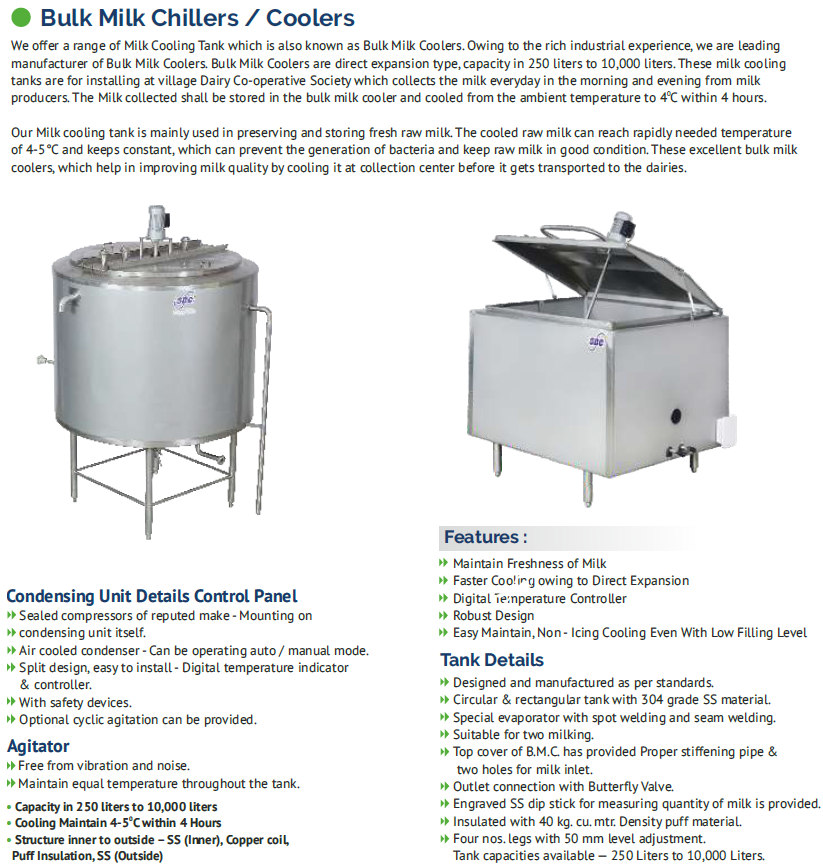 Bulk Milk Chillers / Coolers
We offer a range of Milk Cooling Tank which is also known as Bulk Milk Coolers. Owing to the rich industrial experience, we are leading
manufacturer of Bulk Milk Coolers. Bulk Milk Coolers are direct expansion type, capacity in 250 liters to 10,000 liters. These milk cooling
tanks are for installing at village Dairy Co-operative Society which collects the milk everyday in the morning and evening from milk
producers. The Milk collected shall be stored in the bulk milk cooler and cooled from the ambient temperature to 4⁰C within 4 hours.
Our Milk cooling tank is mainly used in preserving and storing fresh raw milk. The cooled raw milk can reach rapidly needed temperature
of 4-5°C and keeps constant, which can prevent the generation of bacteria and keep raw milk in good condition. These excellent bulk milk
coolers, which help in improving milk quality by cooling it at collection center before it gets transported to the dairies.
SDC
SDC
Condensing Unit Details Control Panel
Sealed compressors of reputed make - Mounting on
condensing unit itself.
Air cooled condenser - Can be operating auto / manual mode.
Split design, easy to install - Digital temperature indicator
& controller.
With safety devices.
Optional cyclic agitation can be provided.
Agitator
Free from vibration and noise.
Maintain equal temperature throughout the tank.
• Capacity in 250 liters to 10,000 liters
• Cooling Maintain 4-5⁰C within 4 Hours
• Structure inner to outside – SS (Inner), Copper coil,
Puff Insulation, SS (Outside)
Features :
Maintain Freshness of Milk
Faster Cooling owing to Direct Expansion
Digital Temperature Controller
Robust Design
Easy Maintain, Non - Icing Cooling Even With Low Filling Level
Tank Details
Designed and manufactured as per standards.
Circular & rectangular tank with 304 grade SS material.
Special evaporator with spot welding and seam welding.
Suitable for two milking.
Top cover of B.M.C. has provided Proper stiffening pipe &
two holes for milk inlet.
Outlet connection with Butterfly Valve.
Engraved SS dip stick for measuring quantity of milk is provided.
Insulated with 40 kg. cu. mtr. Density puff material.
Four nos. legs with 50 mm level adjustment.
Tank capacities available — 250 Liters to 10,000 Liters.